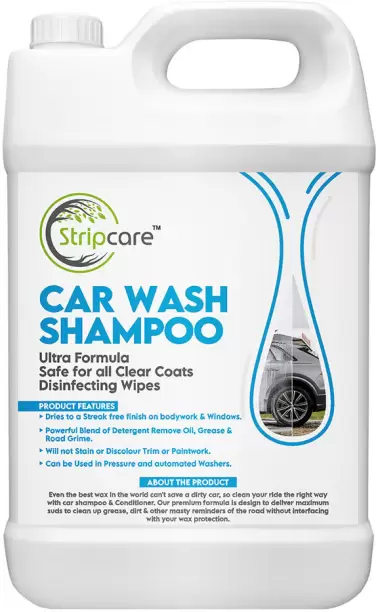 Stripcare™
CAR WASH
SHAMPOO
Ultra Formula
Safe for all Clear Coats
Disinfecting Wipes
PRODUCT FEATURES
Dries to a Streak free finish on bodywork & Windows.
Powerful Blend of Detergent Remove Oil, Grease &
Road Grime.
Will not Stain or Discolour Trim or Paintwork.
Can be Used in Pressure and automated Washers.
ABOUT THE PRODUCT
Even the best wax in the world can't save a dirty car, so clean your ride the right way
with car shampoo & Conditioner. Our premium formula is design to deliver maximum
suds to clean up grease, dirt & other masty reminders of the road without interfacing
with your wax protection.